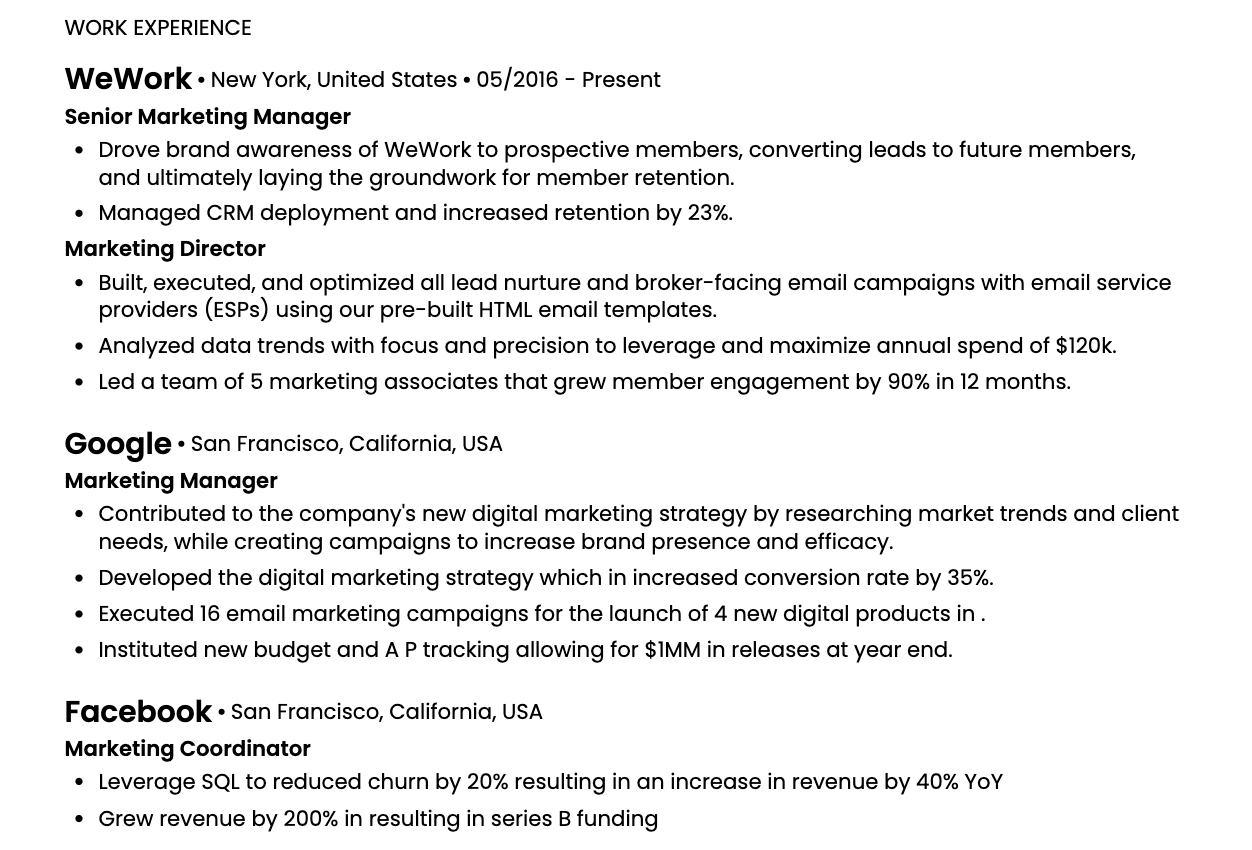 WORK EXPERIENCE
WeWork • New York, United States • 05/2016 - Present
Senior Marketing Manager
• Drove brand awareness of WeWork to prospective members, converting leads to future members,
and ultimately laying the groundwork for member retention.
• Managed CRM deployment and increased retention by 23%.
Marketing Director
• Built, executed, and optimized all lead nurture and broker-facing email campaigns with email service
providers (ESPs) using our pre-built HTML email templates.
• Analyzed data trends with focus and precision to leverage and maximize annual spend of $120k.
• Led a team of 5 marketing associates that grew member engagement by 90% in 12 months.
Google • San Francisco, California, USA
Marketing Manager
• Contributed to the company's new digital marketing strategy by researching market trends and client
needs, while creating campaigns to increase brand presence and efficacy.
• Developed the digital marketing strategy which in increased conversion rate by 35%.
• Executed 16 email marketing campaigns for the launch of 4 new digital products in .
• Instituted new budget and A P tracking allowing for $1MM in releases at year end.
Facebook • San Francisco, California, USA
Marketing Coordinator
• Leverage SQL to reduced churn by 20% resulting in an increase in revenue by 40% YoY
• Grew revenue by 200% in resulting in series B funding